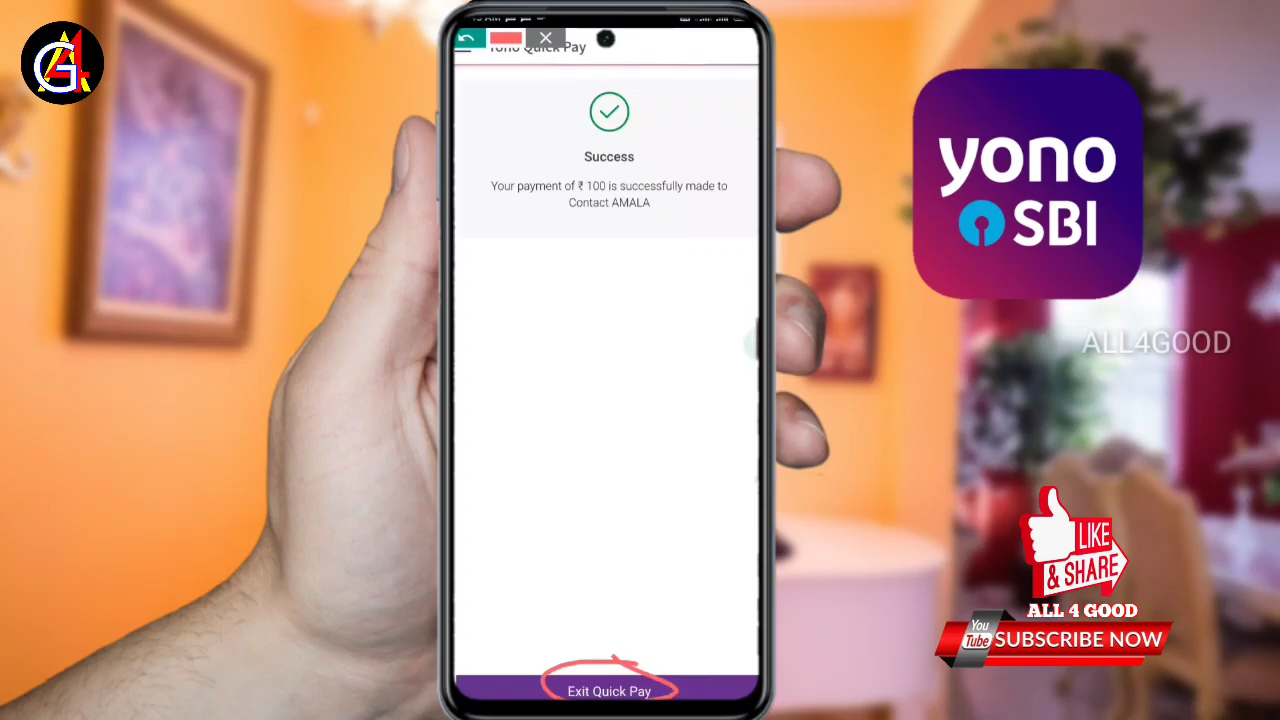 Yono Quick Pay
Success
Your payment of ₹ 100 is successfully made to
Contact AMALA
Exit Quick Pay
yono
SBI
ALL4GOOD
LIKE
& SHARE
ALL 4 GOOD
You
Tube
SUBSCRIBE NOW